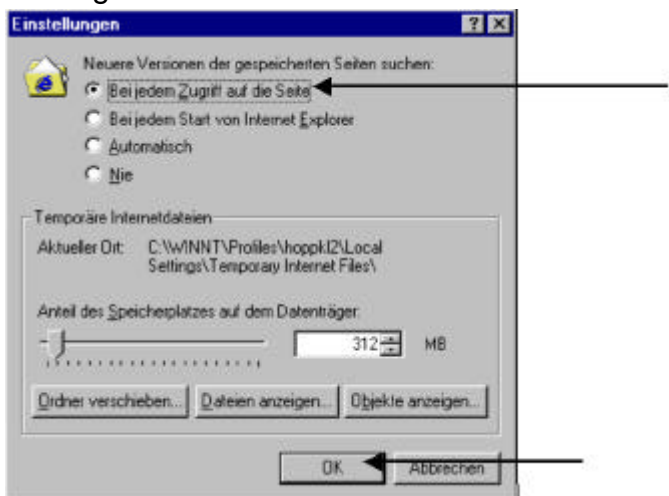 Einstellungen
Neuere Versionen der gespeicherten Seiten suchen:
Bei jedem Zugriff auf die Seite
Bei jedem Start von Internet Explorer
Automatisch
Nie
Temporäre Internetdateien
Aktueller Ort: C:\WINNT\Profiles\hoppkl2\Local
Settings\Temporary Internet Files\
Anteil des Speicherplatzes auf dem Datenträger:
312 MB
Ordner verschieben... Dateien anzeigen... Objekte anzeigen...
OK Abbrechen